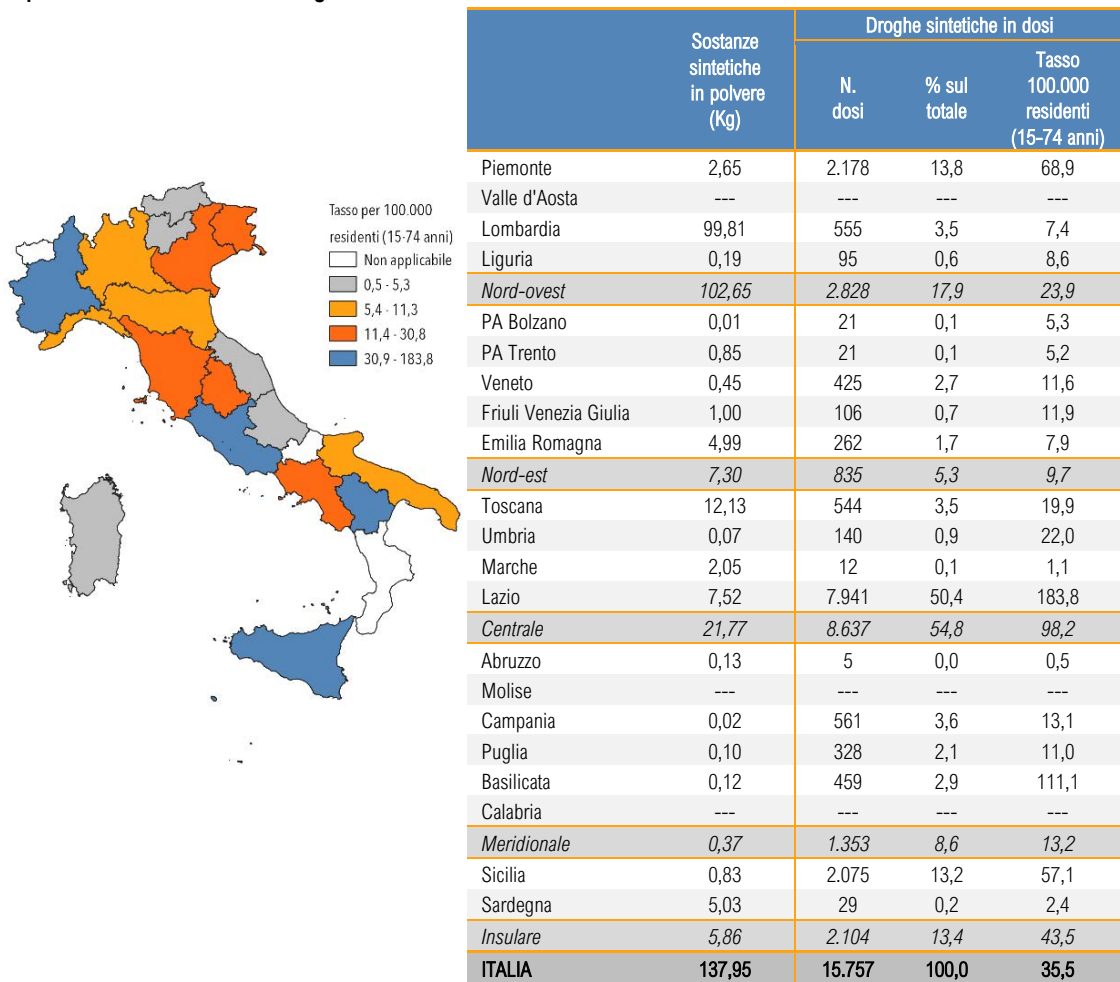 Tasso per 100.000
residenti (15-74 anni)
Non applicabile
0,5 - 5,3
5,4 - 11,3
11,4 - 30,8
30,9 - 183,8
Sostanze sintetiche in polvere (Kg) Droghe sintetiche in dosi
N. dosi % sul totale Tasso 100.000 residenti (15-74 anni)
Piemonte 2,65 2.178 13,8 68,9
Valle d'Aosta --- --- --- ---
Lombardia 99,81 555 3,5 7,4
Liguria 0,19 95 0,6 8,6
Nord-ovest 102,65 2.828 17,9 23,9
PA Bolzano 0,01 21 0,1 5,3
PA Trento 0,85 21 0,1 5,2
Veneto 0,45 425 2,7 11,6
Friuli Venezia Giulia 1,00 106 0,7 11,9
Emilia Romagna 4,99 262 1,7 7,9
Nord-est 7,30 835 5,3 9,7
Toscana 12,13 544 3,5 19,9
Umbria 0,07 140 0,9 22,0
Marche 2,05 12 0,1 1,1
Lazio 7,52 7.941 50,4 183,8
Centrale 21,77 8.637 54,8 98,2
Abruzzo 0,13 5 0,0 0,5
Molise --- --- --- ---
Campania 0,02 561 3,6 13,1
Puglia 0,10 328 2,1 11,0
Basilicata 0,12 459 2,9 111,1
Calabria --- --- --- ---
Meridionale 0,37 1.353 8,6 13,2
Sicilia 0,83 2.075 13,2 57,1
Sardegna 5,03 29 0,2 2,4
Insulare 5,86 2.104 13,4 43,5
ITALIA 137,95 15.757 100,0 35,5